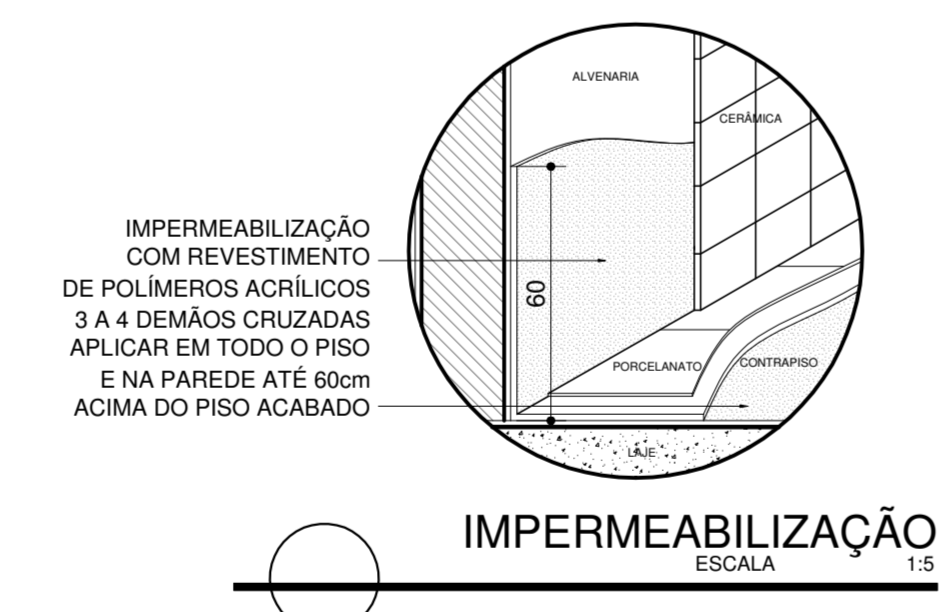 ALVENARIA
CERÂMICA
IMPERMEABILIZAÇÃO
COM REVESTIMENTO
DE POLÍMEROS ACRÍLICOS
3 A 4 DEMÃOS CRUZADAS
APLICAR EM TODO O PISO
E NA PAREDE ATÉ 60cm
ACIMA DO PISO ACABADO
60
PORCELANATO
CONTRAPISO
LAJE
IMPERMEABILIZAÇÃO
ESCALA 1:5